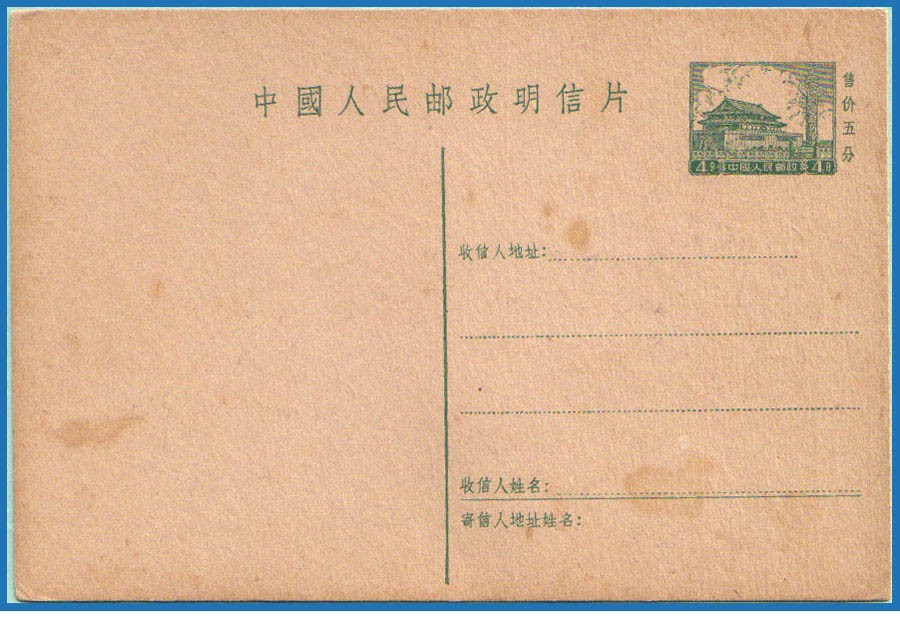 中國人民邮政明信片
售价五分
4分 中國人民邮政 4分
收信人地址:
收信人姓名:
寄信人地址姓名: